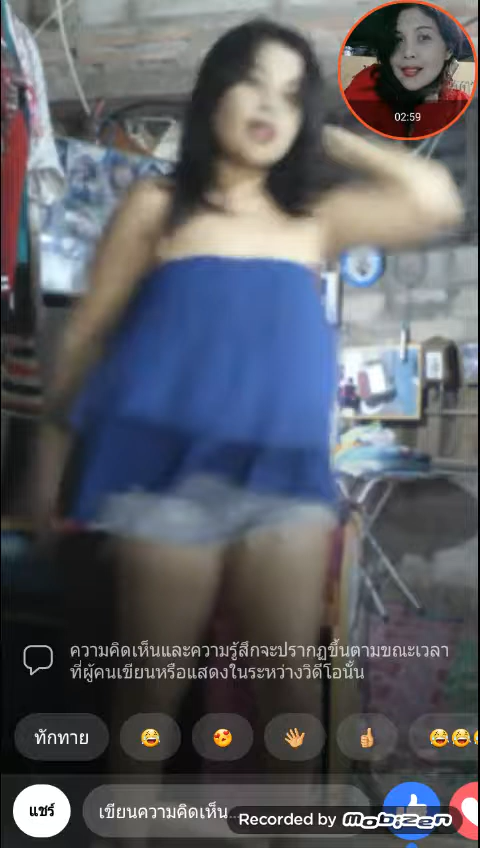 02:59
ความคิดเห็นและความรู้สึกจะปรากฏขึ้นตามขณะเวลา
ที่ผู้คนเขียนหรือแสดงในระหว่างวิดีโอนั้น
ทักทาย
แชร์
เขียนความคิดเห็น...
Recorded by mobizen